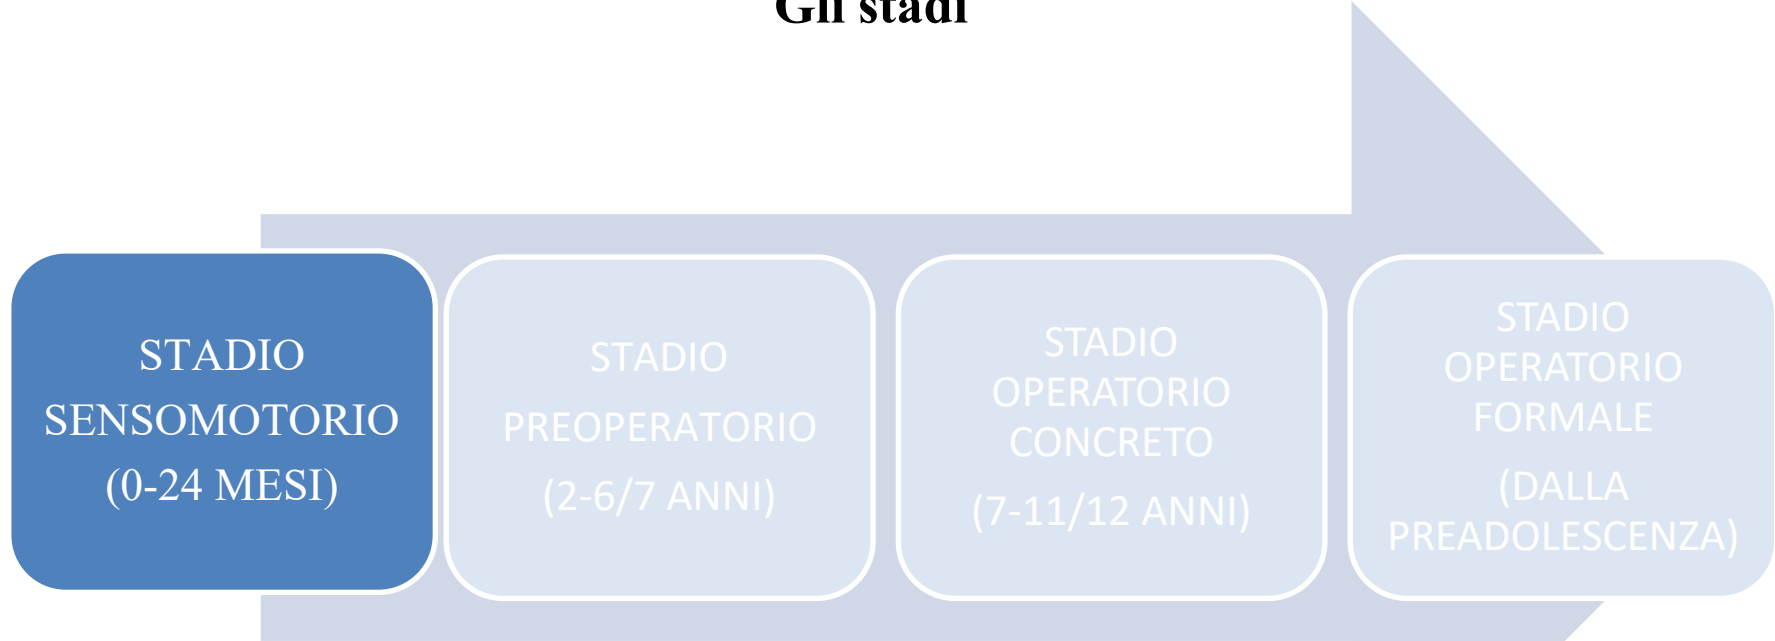 Gli stadi
STADIO
SENSOMOTORIO
(0-24 MESI)
STADIO
PREOPERATORIO
(2-6/7 ANNI)
STADIO
OPERATORIO
CONCRETO
(7-11/12 ANNI)
STADIO
OPERATORIO
FORMALE
(DALLA
PREADOLESCENZA)